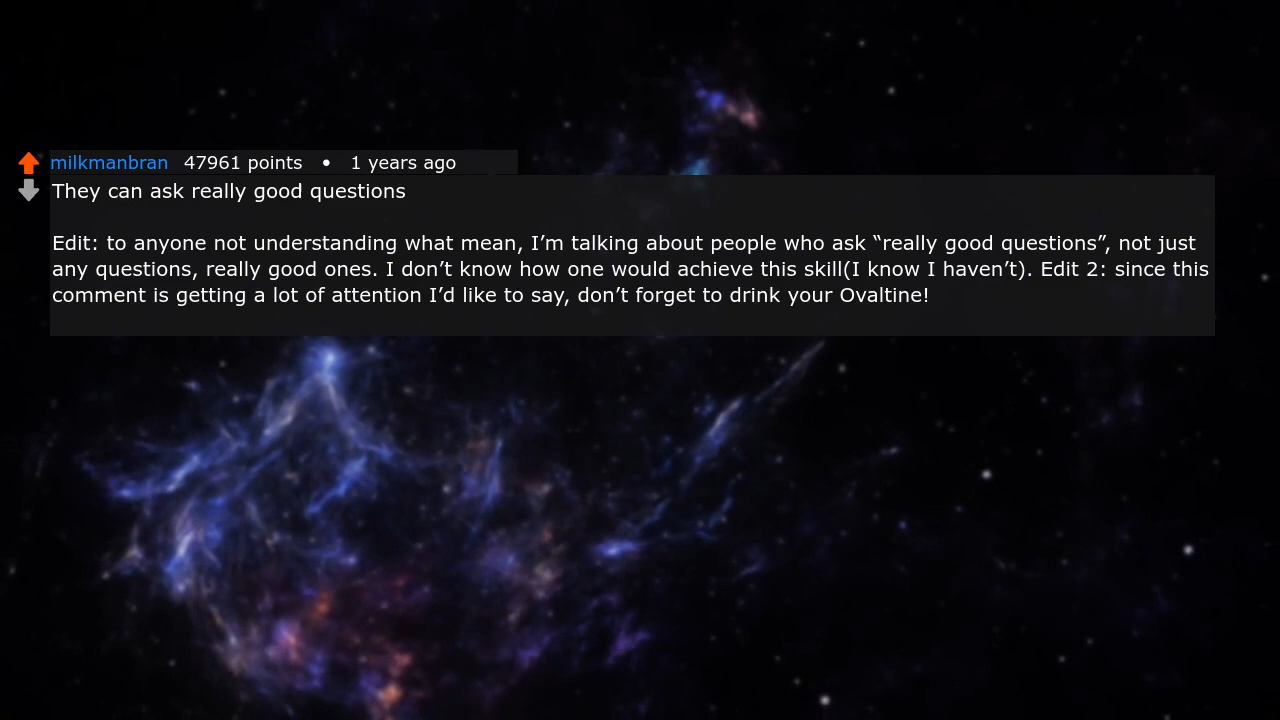 milkmanbran 47961 points • 1 years ago
They can ask really good questions
Edit: to anyone not understanding what mean, I’m talking about people who ask “really good questions”, not just
any questions, really good ones. I don’t know how one would achieve this skill(I know I haven’t). Edit 2: since this
comment is getting a lot of attention I’d like to say, don’t forget to drink your Ovaltine!